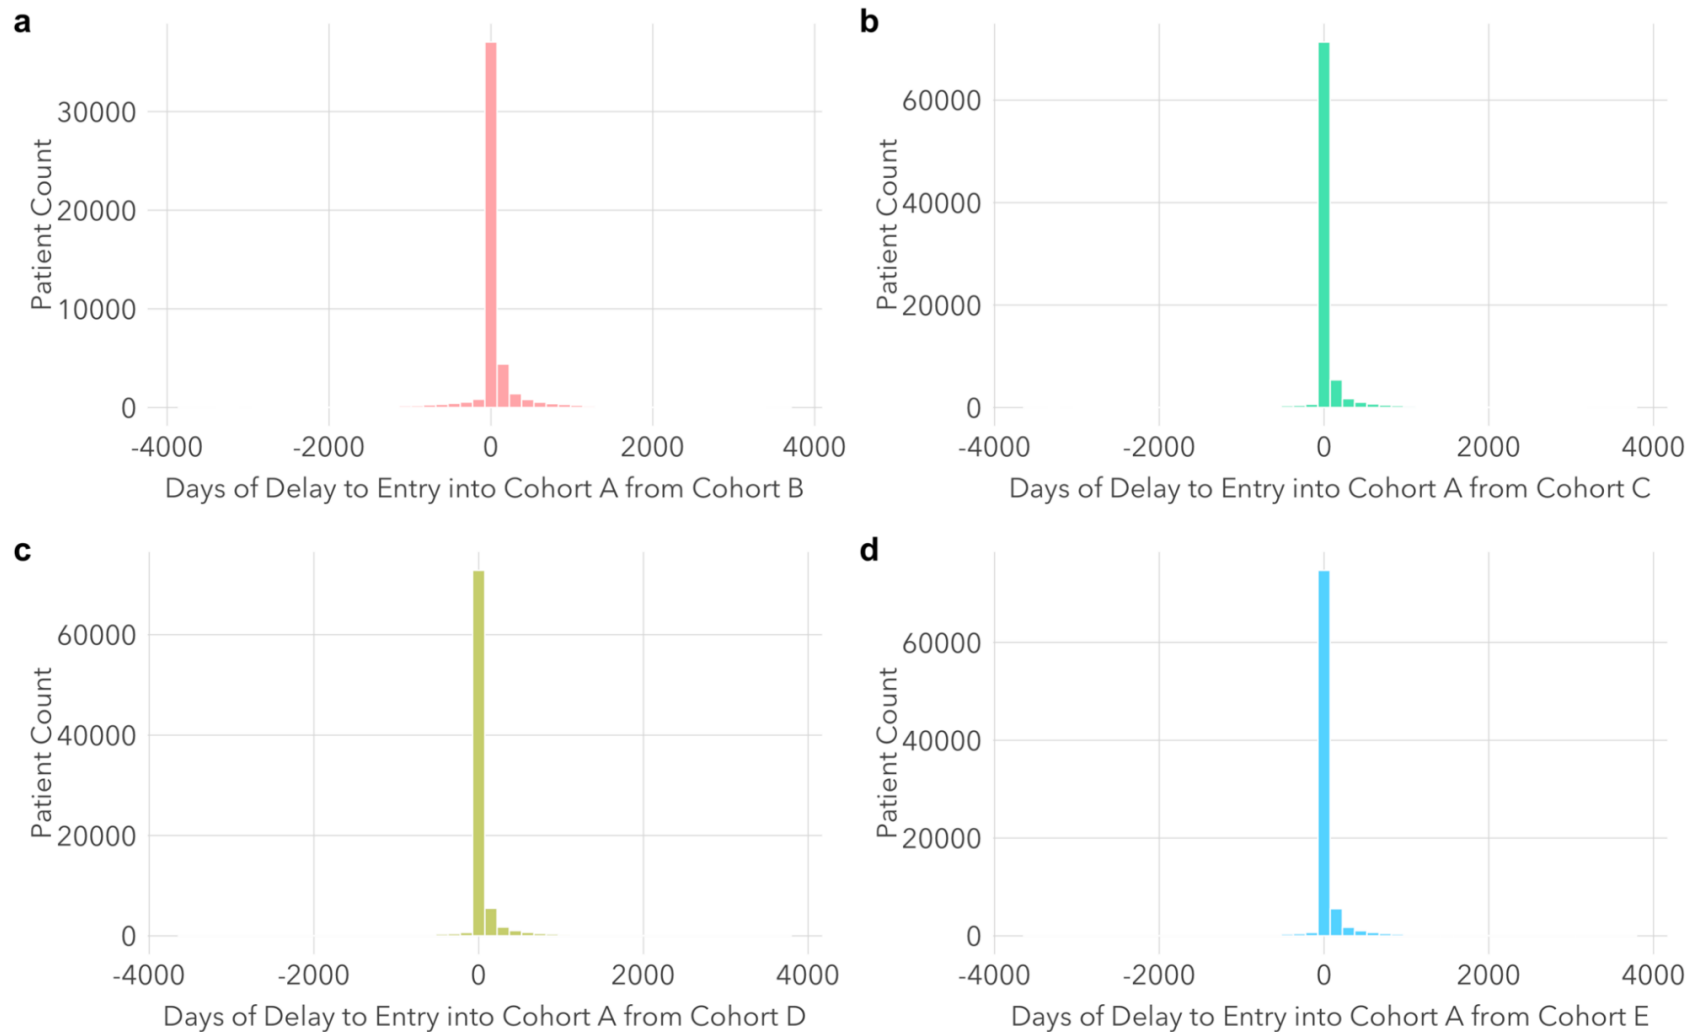 a
Patient Count
30000
20000
10000
0
-4000 -2000 0 2000 4000
Days of Delay to Entry into Cohort A from Cohort B
b
Patient Count
60000
40000
20000
0
-4000 -2000 0 2000 4000
Days of Delay to Entry into Cohort A from Cohort C
c
Patient Count
60000
40000
20000
0
-4000 -2000 0 2000 4000
Days of Delay to Entry into Cohort A from Cohort D
d
Patient Count
60000
40000
20000
0
-4000 -2000 0 2000 4000
Days of Delay to Entry into Cohort A from Cohort E